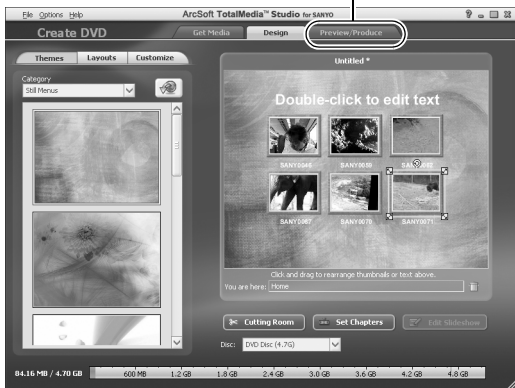 File Options Help
ArcSoft TotalMedia™ Studio for SANYO
Create DVD
Get Media
Design
Preview/Produce
Themes
Layouts
Customize
Category
Still Menus
Untitled *
Double-click to edit text
SANY0048
SANY0059
SANY0067
SANY0070
SANY0071
Click and drag to rearrange thumbnails or text above.
You are here: Home
Cutting Room
Set Chapters
Edit Slideshow
Disc: DVD Disc (4.7G)
84.16 MB / 4.70 GB
600 MB 1.2 GB 1.8 GB 2.4 GB 3.0 GB 3.6 GB 4.2 GB 4.8 GB